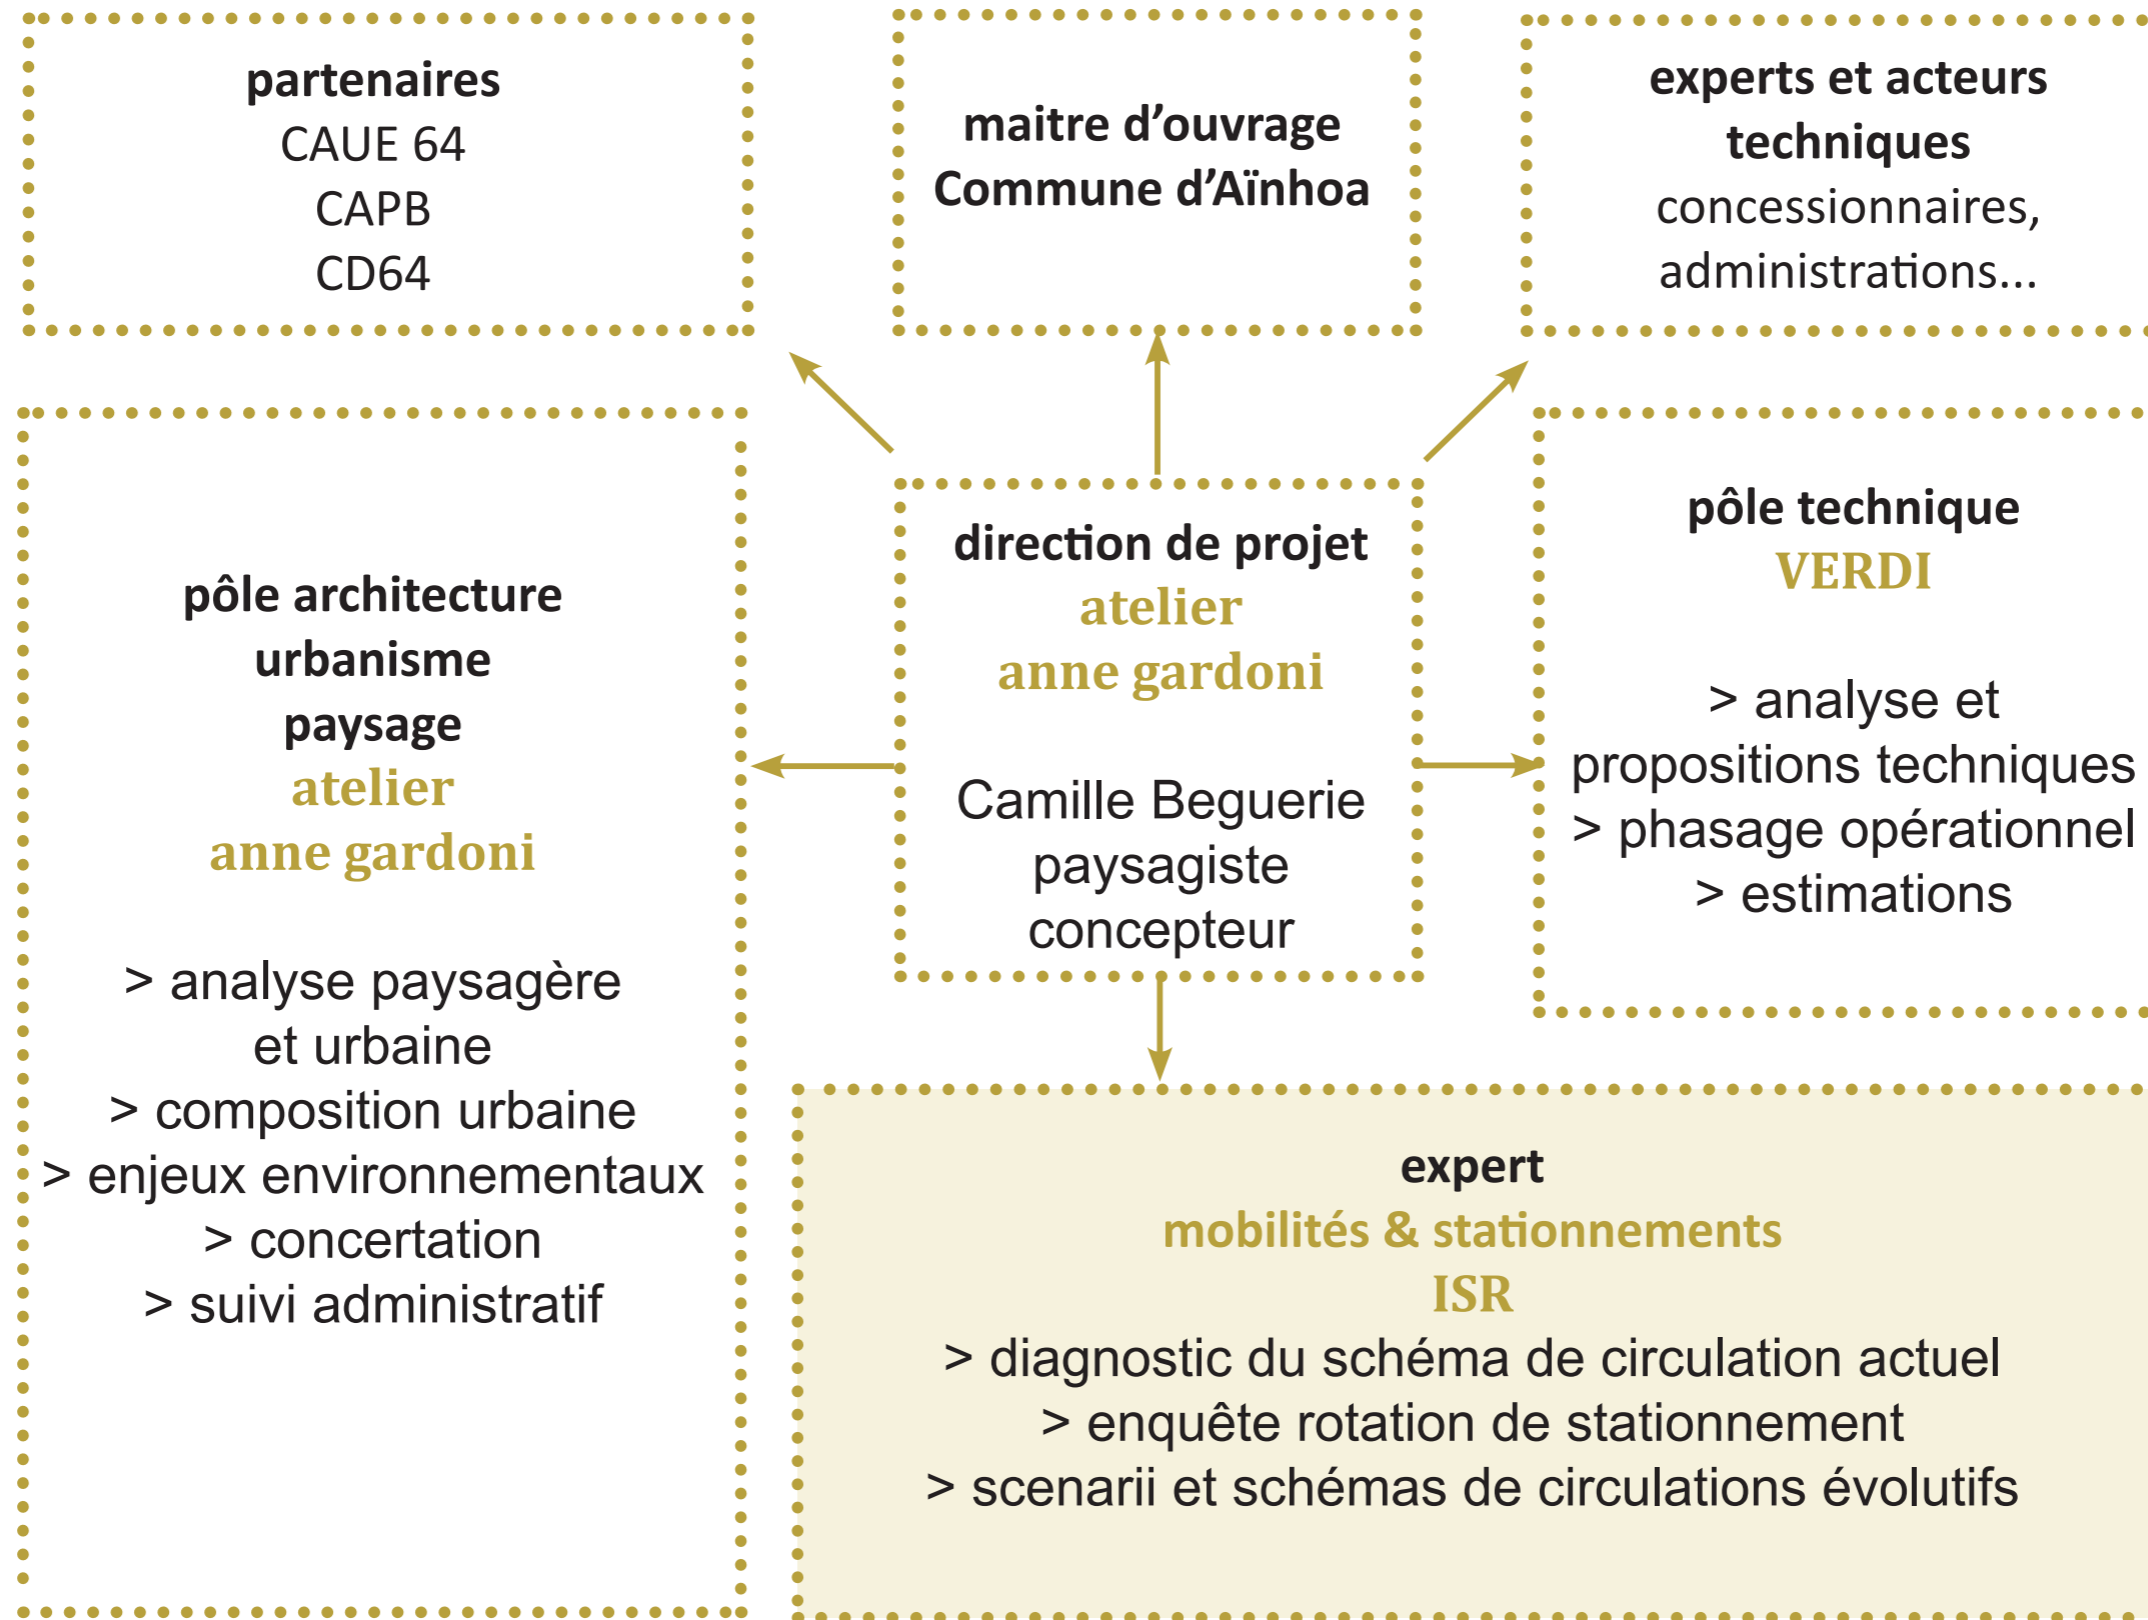 partenaires
CAUE 64
CAPB
CD64
maitre d’ouvrage
Commune d’Aïnhoa
experts et acteurs
techniques
concessionnaires,
administrations...
pôle architecture
urbanisme
paysage
atelier
anne gardoni
> analyse paysagère
et urbaine
> composition urbaine
> enjeux environnementaux
> concertation
> suivi administratif
direction de projet
atelier
anne gardoni
Camille Beguerie
paysagiste
concepteur
pôle technique
VERDI
> analyse et
propositions techniques
> phasage opérationnel
> estimations
expert
mobilités & stationnements
ISR
> diagnostic du schéma de circulation actuel
> enquête rotation de stationnement
> scenarii et schémas de circulations évolutifs